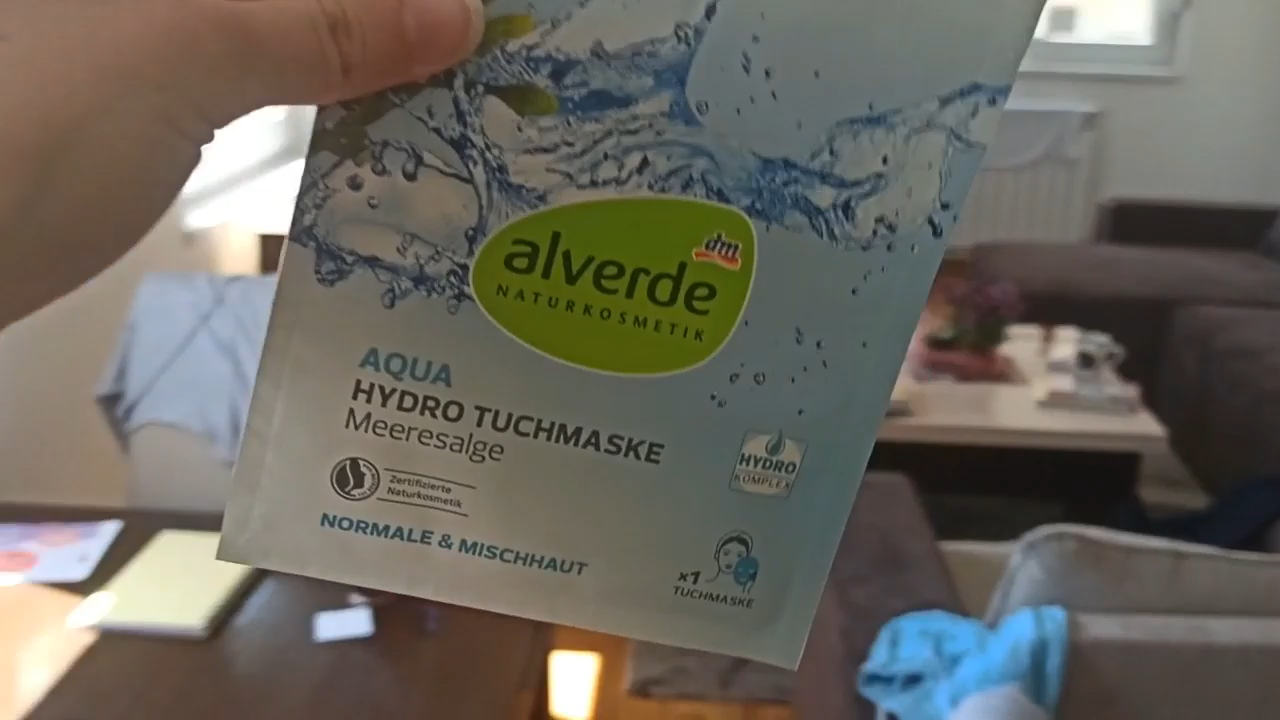 dm
alverde
NATURKOSMETIK
AQUA
HYDRO TUCHMASKE
Meeresalge
Zertifizierte
Naturkosmetik
NORMALE & MISCHHAUT
HYDRO
KOMPLEX
x1
TUCHMASKE